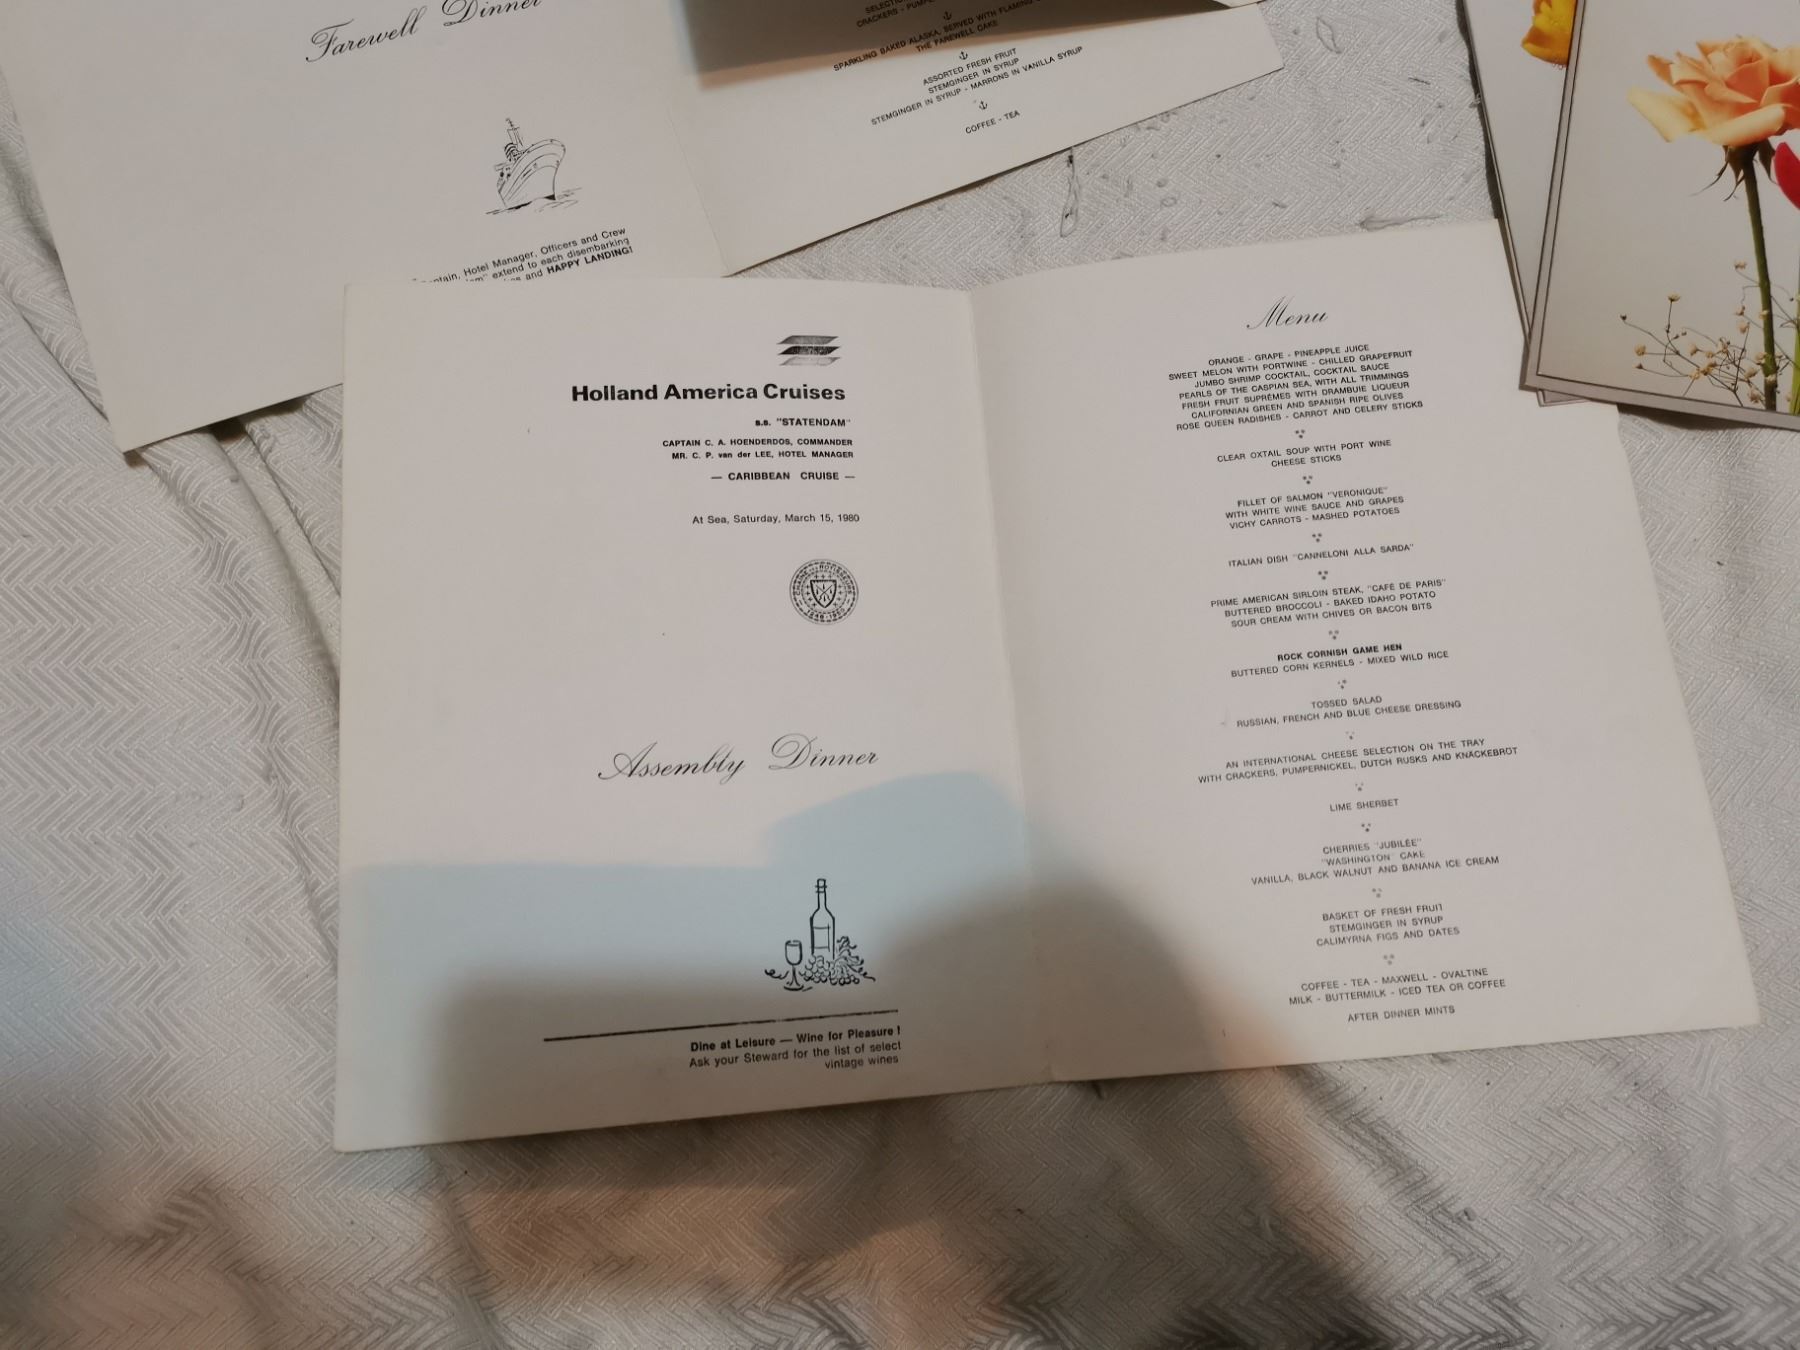 Farewell Dinner
Captain, Hotel Manager, Officers and Crew
extend to each disembarking
and HAPPY LANDING!
CRACKERS -
SPARKLING BAKED ALASKA, SERVED WITH FLAMING
THE FAREWELL CAKE
ASSORTED FRESH FRUIT
STEMGINGER IN SYRUP
STEMGINGER IN SYRUP - MARRONS IN VANILLA SYRUP
COFFEE - TEA
Holland America Cruises
s.s. "STATENDAM"
CAPTAIN C. A. HOENDERDOS, COMMANDER
MR. C. P. van der LEE, HOTEL MANAGER
— CARIBBEAN CRUISE —
At Sea, Saturday, March 15, 1980
Assembly Dinner
Dine at Leisure — Wine for Pleasure !
Ask your Steward for the list of select
vintage wines
Menu
ORANGE - GRAPE - PINEAPPLE JUICE
SWEET MELON WITH PORTWINE - CHILLED GRAPEFRUIT
JUMBO SHRIMP COCKTAIL, COCKTAIL SAUCE
PEARLS OF THE CASPIAN SEA, WITH ALL TRIMMINGS
FRESH FRUIT SUPRÊMES WITH DRAMBUIE LIQUEUR
CALIFORNIAN GREEN AND SPANISH RIPE OLIVES
ROSE QUEEN RADISHES - CARROT AND CELERY STICKS
CLEAR OXTAIL SOUP WITH PORT WINE
CHEESE STICKS
FILLET OF SALMON "VERONIQUE"
WITH WHITE WINE SAUCE AND GRAPES
VICHY CARROTS - MASHED POTATOES
ITALIAN DISH "CANNELONI ALLA SARDA"
PRIME AMERICAN SIRLOIN STEAK, "CAFÉ DE PARIS"
BUTTERED BROCCOLI - BAKED IDAHO POTATO
SOUR CREAM WITH CHIVES OR BACON BITS
ROCK CORNISH GAME HEN
BUTTERED CORN KERNELS - MIXED WILD RICE
TOSSED SALAD
RUSSIAN, FRENCH AND BLUE CHEESE DRESSING
AN INTERNATIONAL CHEESE SELECTION ON THE TRAY
WITH CRACKERS, PUMPERNICKEL, DUTCH RUSKS AND KNÄCKEBROT
LIME SHERBET
CHERRIES "JUBILÉE"
"WASHINGTON" CAKE
VANILLA, BLACK WALNUT AND BANANA ICE CREAM
BASKET OF FRESH FRUIT
STEMGINGER IN SYRUP
CALIMYRNA FIGS AND DATES
COFFEE - TEA - MAXWELL - OVALTINE
MILK - BUTTERMILK - ICED TEA OR COFFEE
AFTER DINNER MINTS